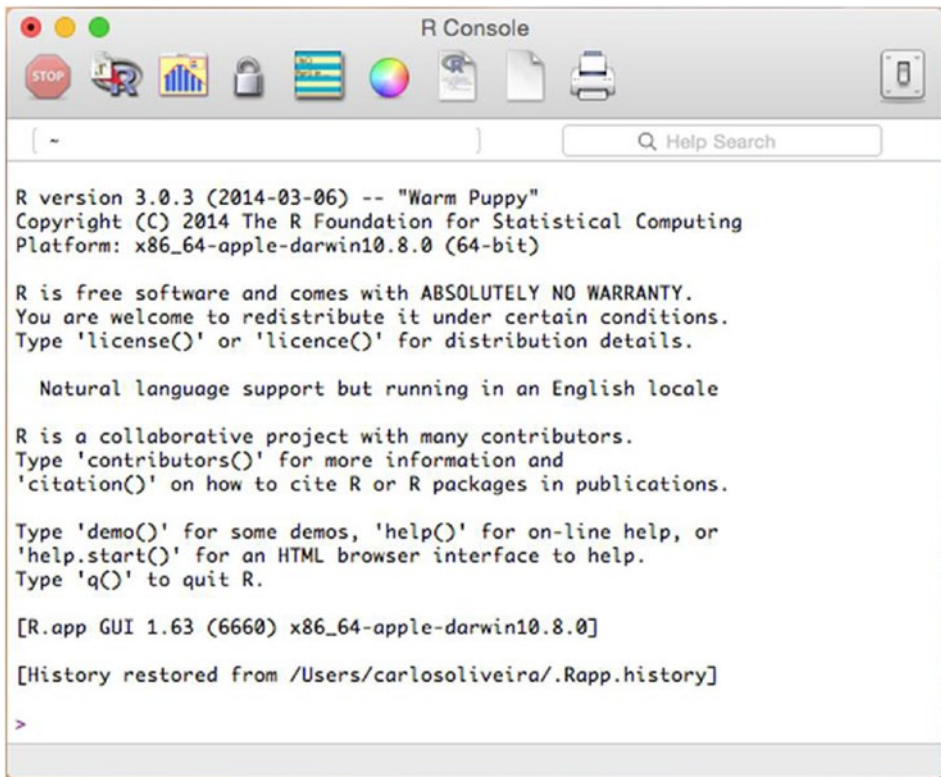 R Console
STOP
R
R
~
Help Search
R version 3.0.3 (2014-03-06) -- "Warm Puppy"
Copyright (C) 2014 The R Foundation for Statistical Computing
Platform: x86_64-apple-darwin10.8.0 (64-bit)
R is free software and comes with ABSOLUTELY NO WARRANTY.
You are welcome to redistribute it under certain conditions.
Type 'license()' or 'licence()' for distribution details.
Natural language support but running in an English locale
R is a collaborative project with many contributors.
Type 'contributors()' for more information and
'citation()' on how to cite R or R packages in publications.
Type 'demo()' for some demos, 'help()' for on-line help, or
'help.start()' for an HTML browser interface to help.
Type 'q()' to quit R.
[R.app GUI 1.63 (6660) x86_64-apple-darwin10.8.0]
[History restored from /Users/carlosoliveira/.Rapp.history]
>